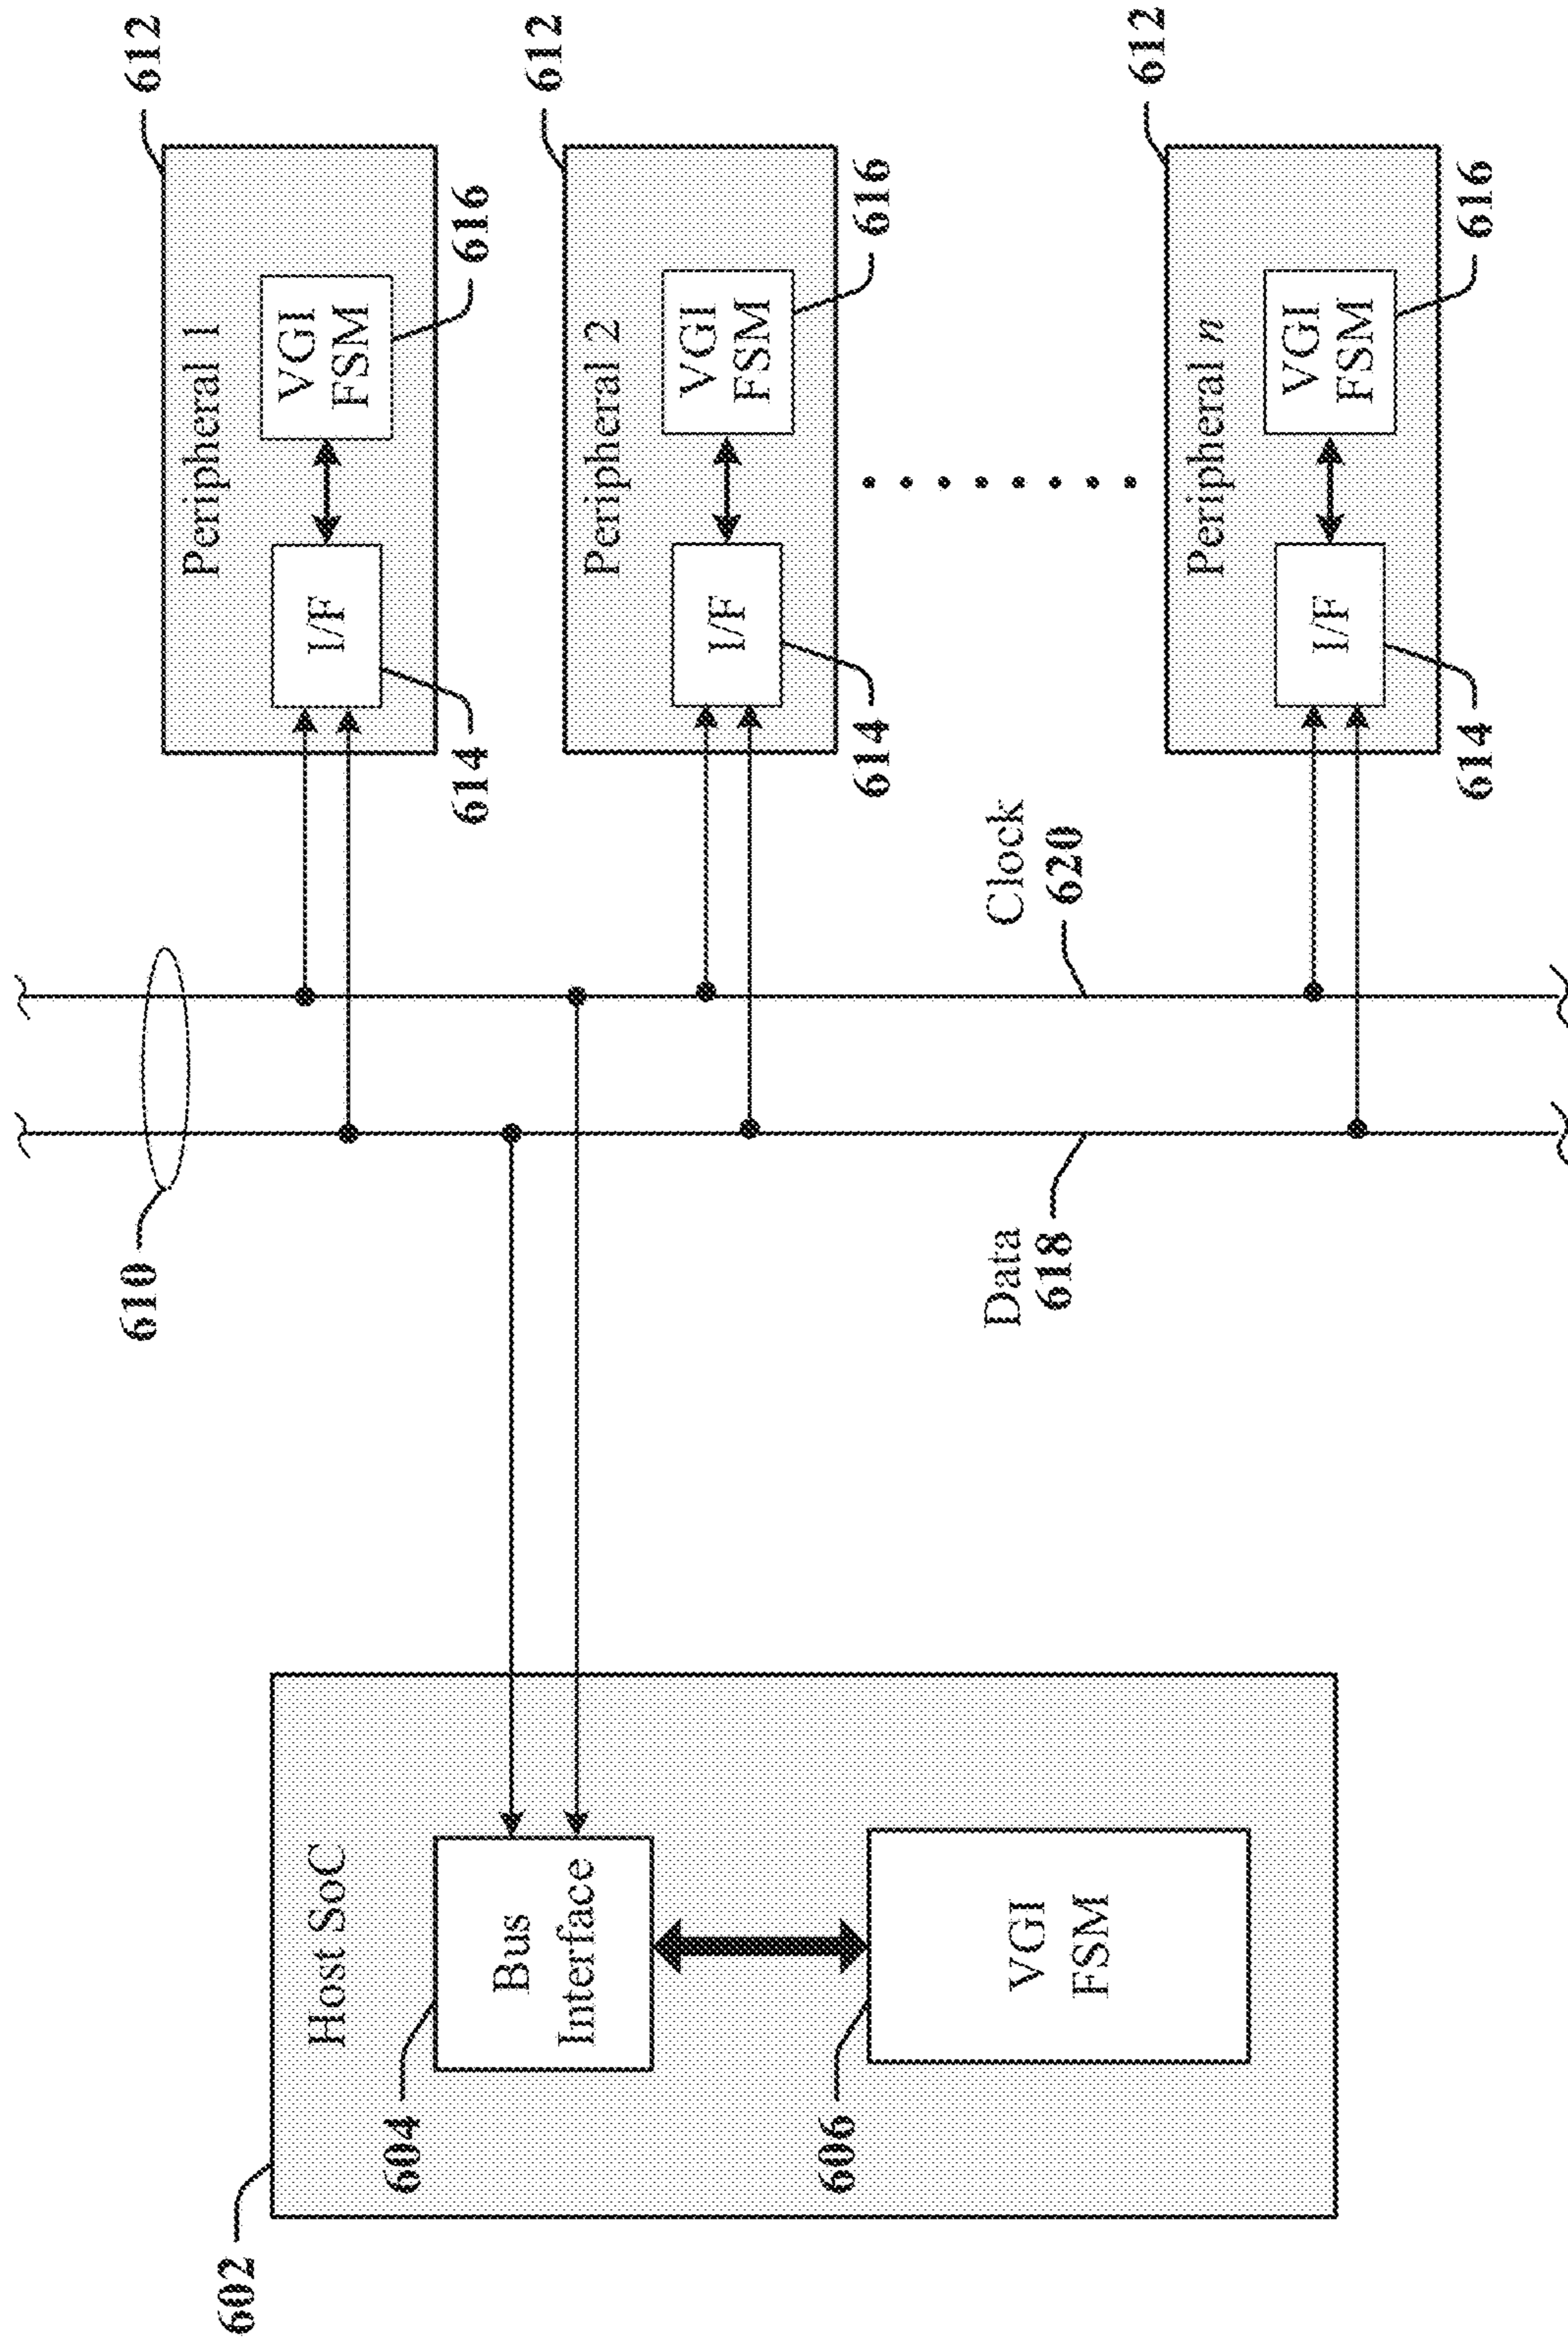 602
Host SoC
604
Bus
Interface
606
VGI
FSM
610
Data
618
Clock
620
612
Peripheral 1
I/F
VGI
FSM
614
616
612
Peripheral 2
I/F
VGI
FSM
614
616
612
Peripheral n
I/F
VGI
FSM
614
616